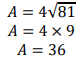 A = 4√81
A = 4 × 9
A = 36